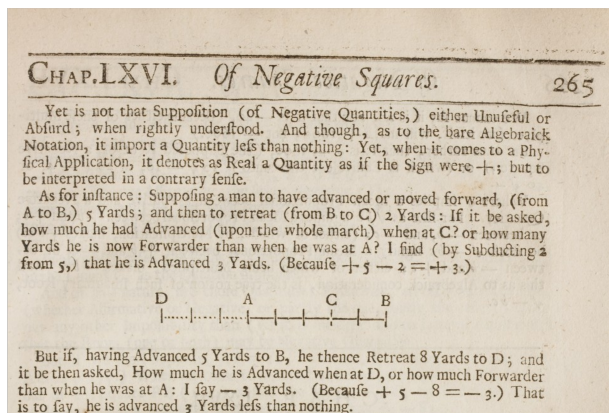 CHAP.LXVI. Of Negative Squares. 265
Yet is not that Suppoſition (of Negative Quantities,) either Unuſeful or
Abſurd; when rightly underſtood. And though, as to the bare Algebraick
Notation, it import a Quantity leſs than nothing: Yet, when it comes to a Phy-
ſical Application, it denotes as Real a Quantity as if the Sign were +; but to
be interpreted in a contrary ſenſe.
As for inſtance: Suppoſing a man to have advanced or moved forward, (from
A to B,) 5 Yards; and then to retreat (from B to C) 2 Yards: If it be asked,
how much he had Advanced (upon the whole march) when at C? or how many
Yards he is now Forwarder than when he was at A? I find (by Subducting 2
from 5,) that he is Advanced 3 Yards. (Becauſe + 5 — 2 = + 3.)
D A C B
But if, having Advanced 5 Yards to B, he thence Retreat 8 Yards to D; and
it be then asked, How much he is Advanced when at D, or how much Forwarder
than when he was at A: I ſay — 3 Yards. (Becauſe + 5 — 8 = — 3.) That
is to ſay, he is advanced 3 Yards leſs than nothing.